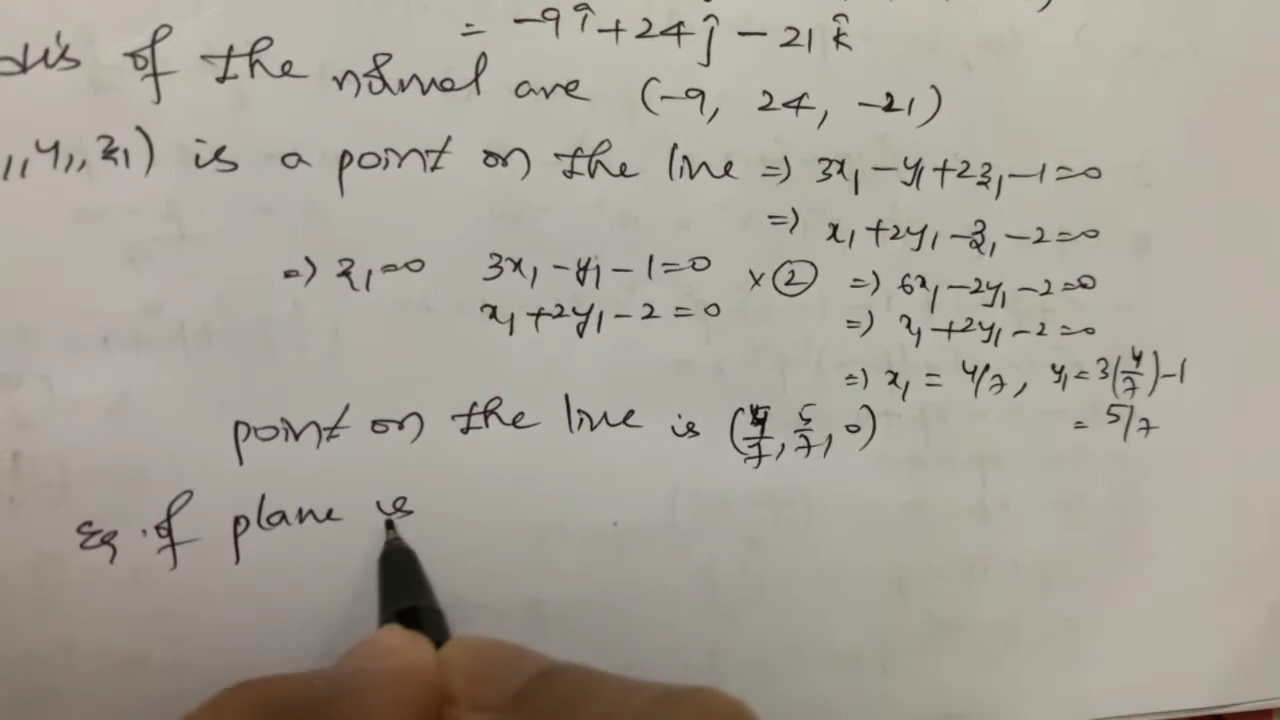 = -9î + 24ĵ - 21k̂
of the normal are (-9, 24, -21)
, y₁, z₁) is a point on the line => 3x₁ - y₁ + 2z₁ - 1 = 0
=> x₁ + 2y₁ - z₁ - 2 = 0
=> z₁ = 0 3x₁ - y₁ - 1 = 0 × ② => 6x₁ - 2y₁ - 2 = 0
x₁ + 2y₁ - 2 = 0 => x₁ + 2y₁ - 2 = 0
=> x₁ = 4/7, y₁ = 3(4/7) - 1
point on the line is (4/7, 5/7, 0) = 5/7
Eq. of plane is